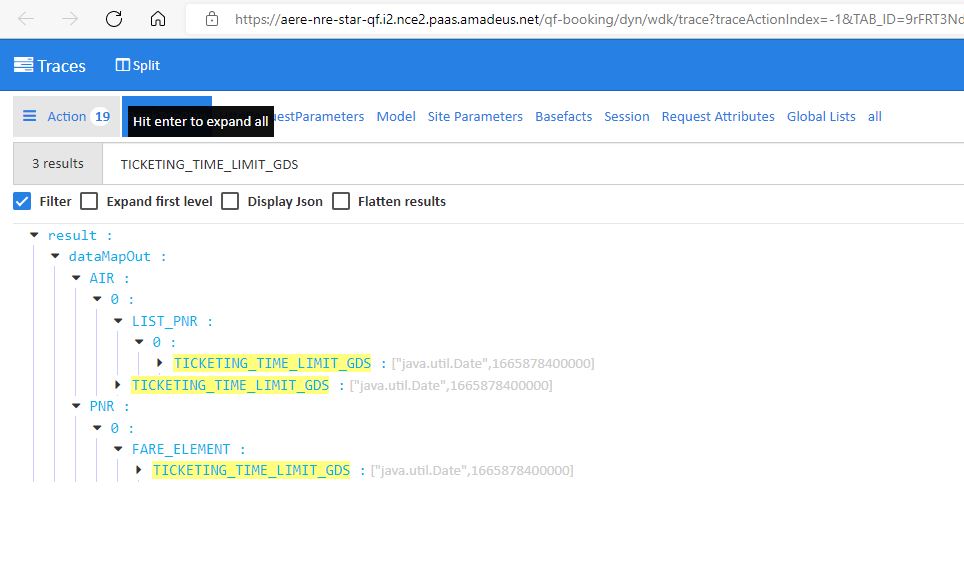 https://aere-nre-star-qf.i2.nce2.paas.amadeus.net/qf-booking/dyn/wdk/trace?traceActionIndex=-1&TAB_ID=9rFRT3Nd
Traces Split
Action 19 Hit enter to expand all uestParameters Model Site Parameters Basefacts Session Request Attributes Global Lists all
3 results TICKETING_TIME_LIMIT_GDS
Filter Expand first level Display Json Flatten results
result :
dataMapOut :
AIR :
0 :
LIST_PNR :
0 :
TICKETING_TIME_LIMIT_GDS : ["java.util.Date",1665878400000]
TICKETING_TIME_LIMIT_GDS : ["java.util.Date",1665878400000]
PNR :
0 :
FARE_ELEMENT :
TICKETING_TIME_LIMIT_GDS : ["java.util.Date",1665878400000]